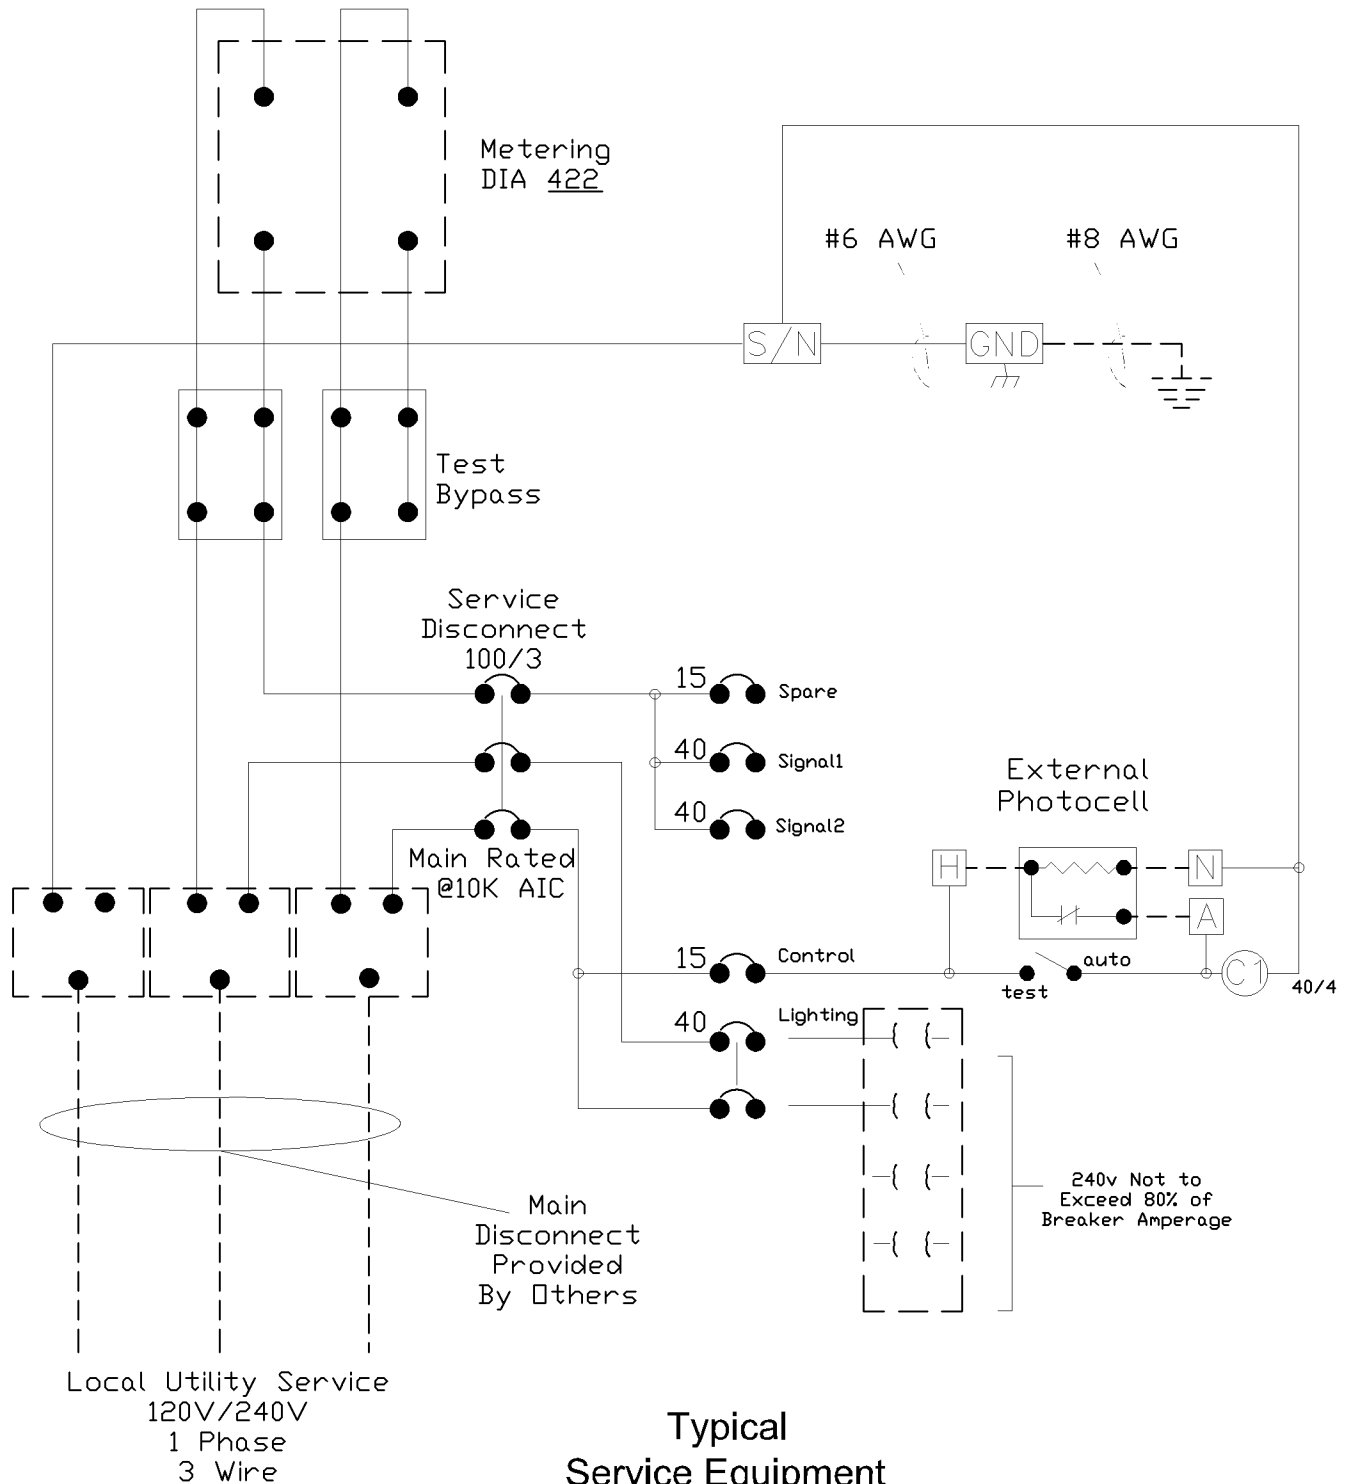 Metering
DIA 422
#6 AWG
#8 AWG
S/N
GND
Test
Bypass
Service
Disconnect
100/3
15 Spare
40 Signal1
40 Signal2
Main Rated
@10K AIC
External
Photocell
H
N
A
15 Control
auto
test
C1
40/4
40 Lighting
240v Not to
Exceed 80% of
Breaker Amperage
Main
Disconnect
Provided
By Others
Local Utility Service
120V/240V
1 Phase
3 Wire
Typical
Service Equipment